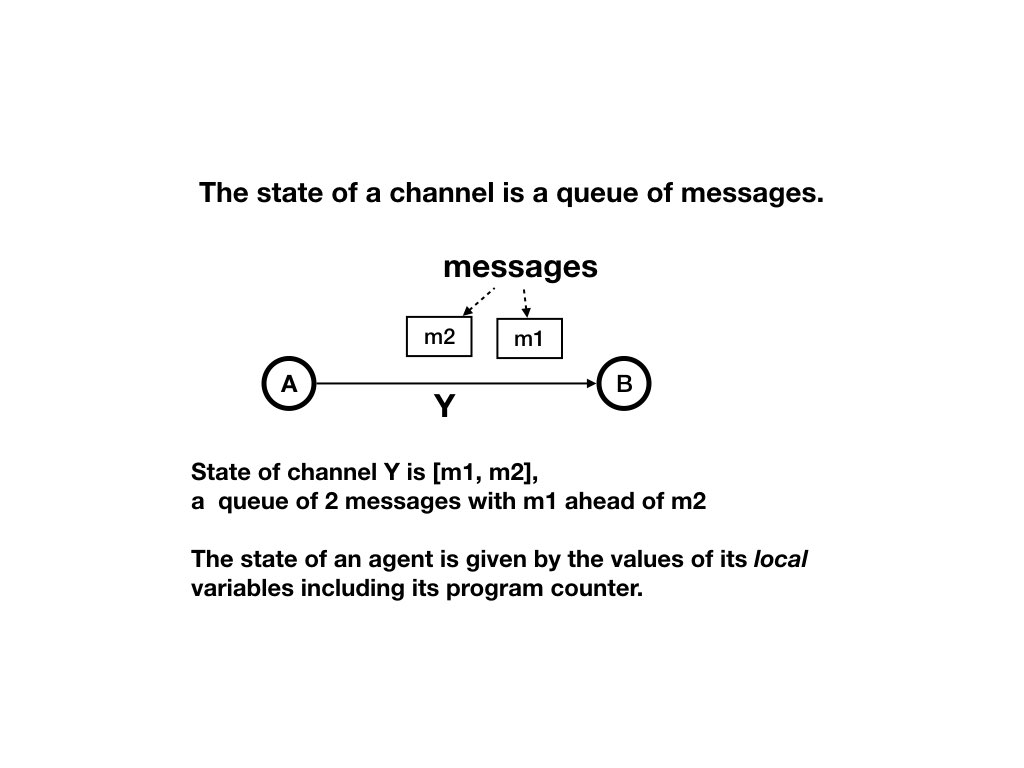 The state of a channel is a queue of messages.
messages
m2 m1
A B
Y
State of channel Y is [m1, m2],
a  queue of 2 messages with m1 ahead of m2
The state of an agent is given by the values of its local
variables including its program counter.